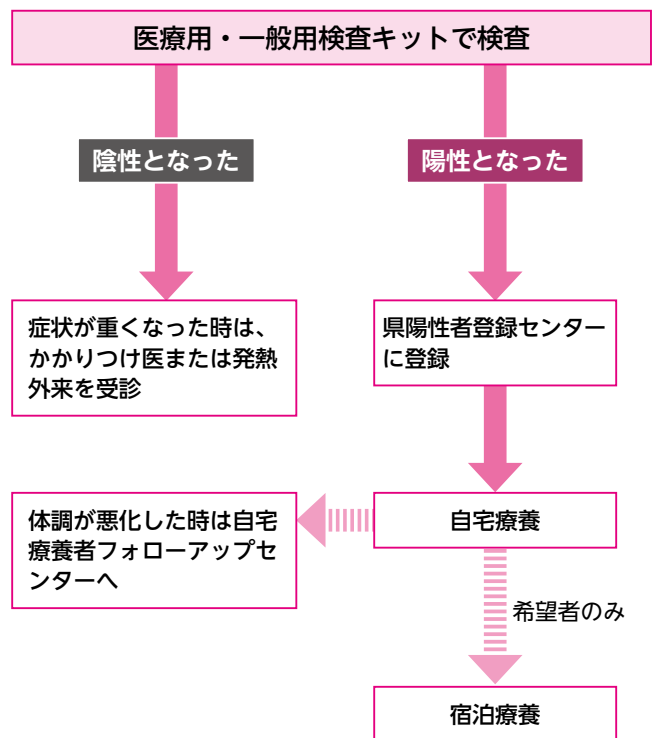 医療用・一般用検査キットで検査
陰性となった
陽性となった
症状が重くなった時は、
かかりつけ医または発熱
外来を受診
県陽性者登録センター
に登録
体調が悪化した時は自宅
療養者フォローアップセ
ンターへ
自宅療養
希望者のみ
宿泊療養